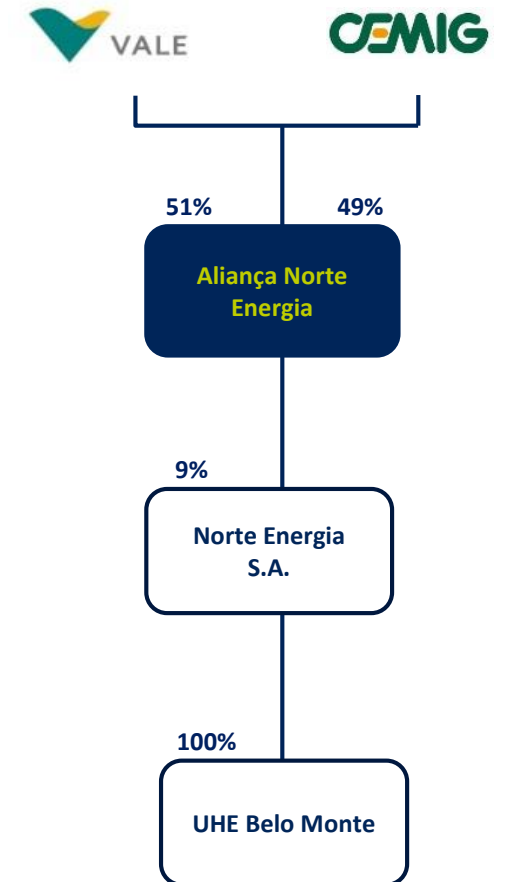 VALE
CEMIG
51%
49%
Aliança Norte
Energia
9%
Norte Energia
S.A.
100%
UHE Belo Monte